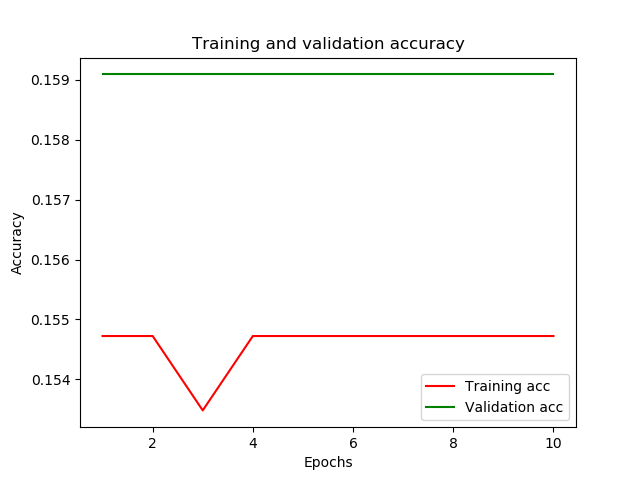 Training and validation accuracy
0.159
0.158
0.157
0.156
0.155
0.154
Accuracy
2
4
6
8
10
Epochs
Training acc
Validation acc